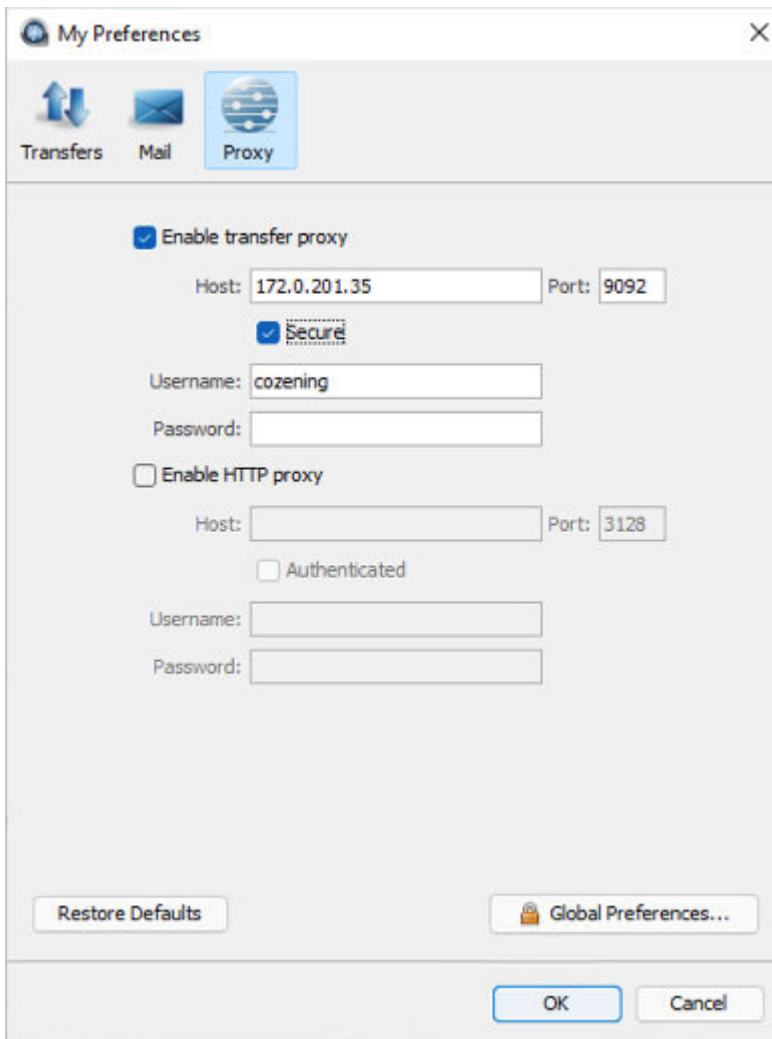 My Preferences
Transfers Mail Proxy
Enable transfer proxy
Host: 172.0.201.35 Port: 9092
Secure
Username: cozening
Password:
Enable HTTP proxy
Host: Port: 3128
Authenticated
Username:
Password:
Restore Defaults Global Preferences...
OK Cancel